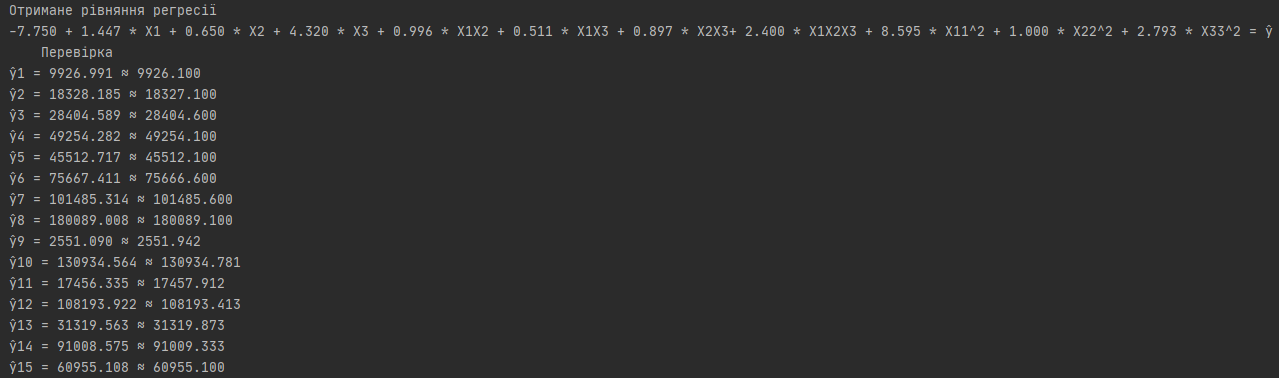 Отримане рівняння регресії
-7.750 + 1.447 * X1 + 0.650 * X2 + 4.320 * X3 + 0.996 * X1X2 + 0.511 * X1X3 + 0.897 * X2X3+ 2.400 * X1X2X3 + 8.595 * X11^2 + 1.000 * X22^2 + 2.793 * X33^2 = ŷ
Перевірка
ŷ1 = 9926.991 ≈ 9926.100
ŷ2 = 18328.185 ≈ 18327.100
ŷ3 = 28404.589 ≈ 28404.600
ŷ4 = 49254.282 ≈ 49254.100
ŷ5 = 45512.717 ≈ 45512.100
ŷ6 = 75667.411 ≈ 75666.600
ŷ7 = 101485.314 ≈ 101485.600
ŷ8 = 180089.008 ≈ 180089.100
ŷ9 = 2551.090 ≈ 2551.942
ŷ10 = 130934.564 ≈ 130934.781
ŷ11 = 17456.335 ≈ 17457.912
ŷ12 = 108193.922 ≈ 108193.413
ŷ13 = 31319.563 ≈ 31319.873
ŷ14 = 91008.575 ≈ 91009.333
ŷ15 = 60955.108 ≈ 60955.100